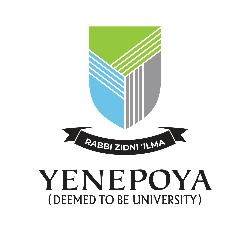 RABBI ZIDNI 'ILMA
YENEPOYA
(DEEMED TO BE UNIVERSITY)